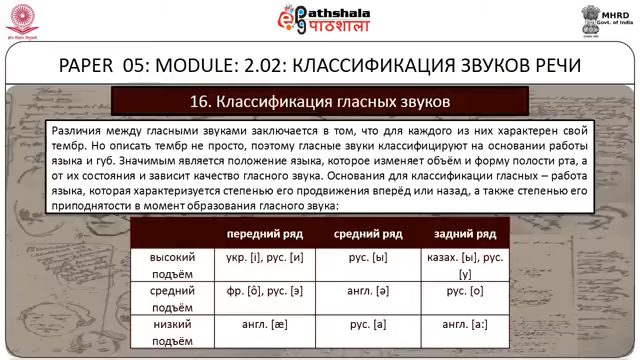 Pathshala
पाठशाला
MHRD
Govt. of India
PAPER 05: MODULE: 2.02: КЛАССИФИКАЦИЯ ЗВУКОВ РЕЧИ
16. Классификация гласных звуков
Различия между гласными звуками заключается в том, что для каждого из них характерен свой
тембр. Но описать тембр не просто, поэтому гласные звуки классифицируют на основании работы
языка и губ. Значимым является положение языка, которое изменяет объём и форму полости рта, а
от их состояния и зависит качество гласного звука. Основания для классификации гласных – работа
языка, которая характеризуется степенью его продвижения вперёд или назад, а также степенью его
приподнятости в момент образования гласного звука:
передний ряд средний ряд задний ряд
высокий подъём укр. [i], рус. [и] рус. [ы] казах. [ы], рус. [у]
средний подъём фр. [ô], рус. [э] англ. [ə] рус. [о]
низкий подъём англ. [æ] рус. [а] англ. [a:]